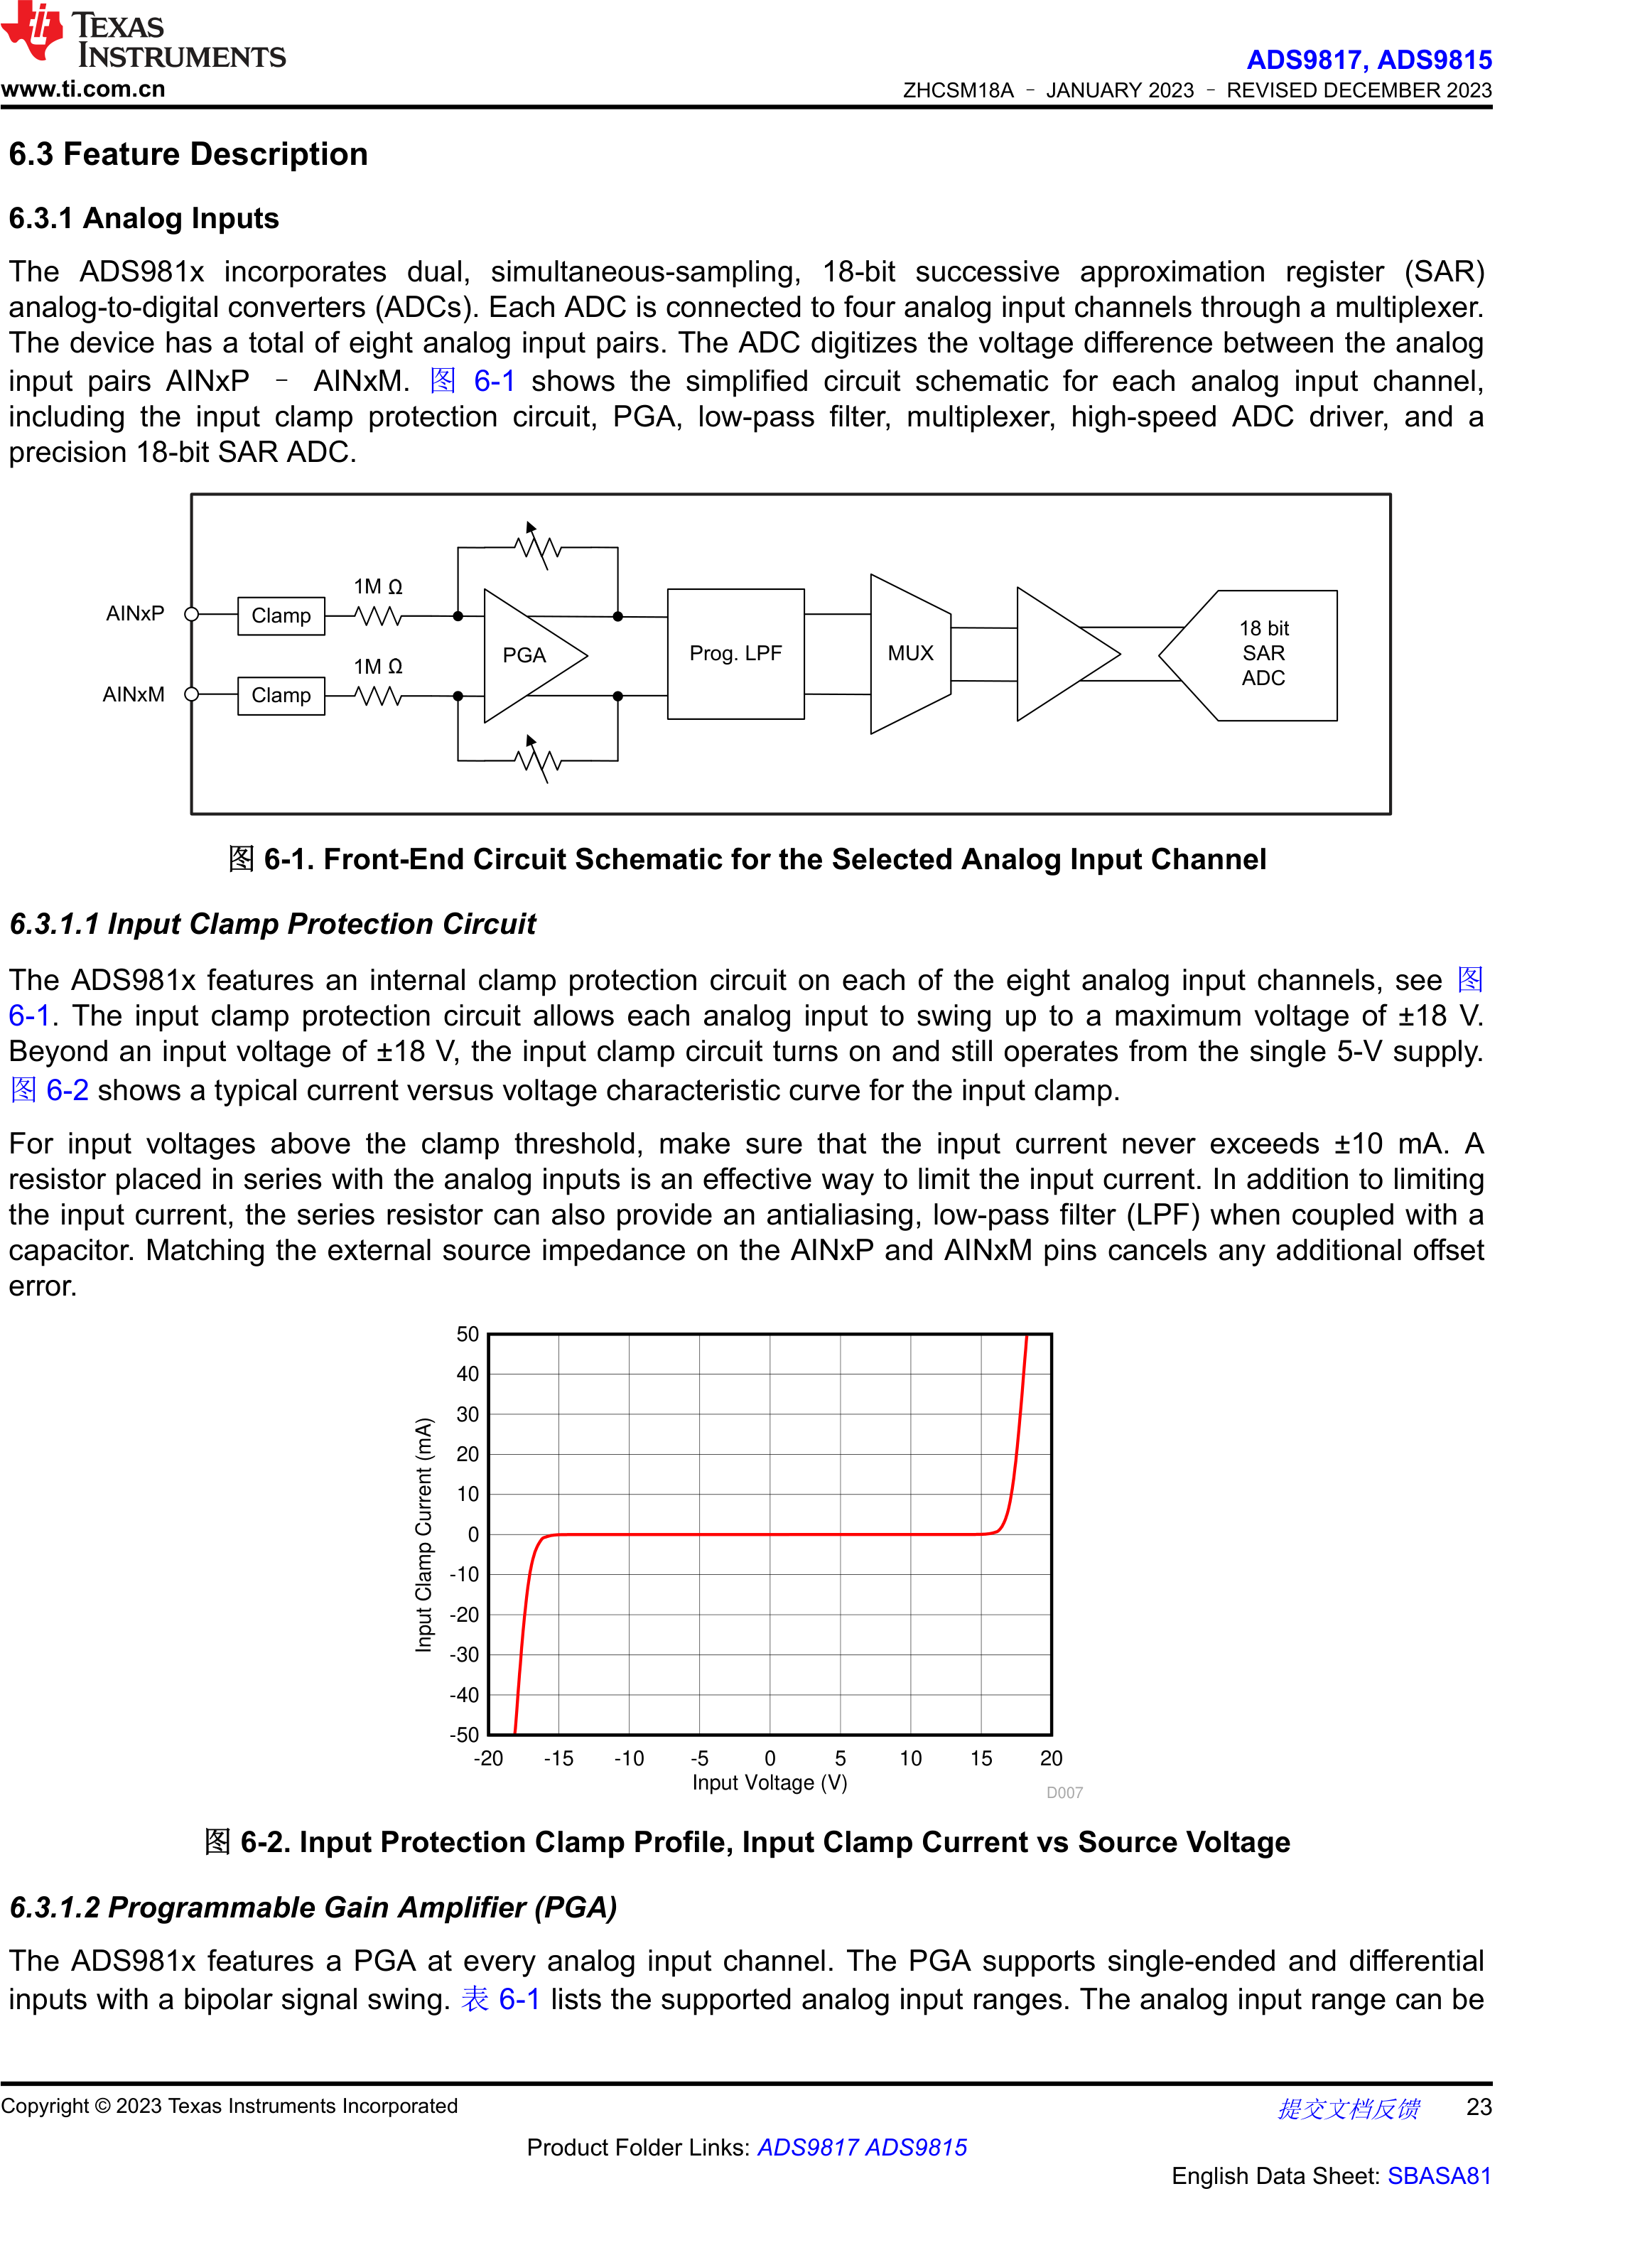 TEXAS
INSTRUMENTS
www.ti.com.cn
ADS9817, ADS9815
ZHCSM18A – JANUARY 2023 – REVISED DECEMBER 2023
6.3 Feature Description
6.3.1 Analog Inputs
The ADS981x incorporates dual, simultaneous-sampling, 18-bit successive approximation register (SAR)
analog-to-digital converters (ADCs). Each ADC is connected to four analog input channels through a multiplexer.
The device has a total of eight analog input pairs. The ADC digitizes the voltage difference between the analog
input pairs AINxP – AINxM. 图 6-1 shows the simplified circuit schematic for each analog input channel,
including the input clamp protection circuit, PGA, low-pass filter, multiplexer, high-speed ADC driver, and a
precision 18-bit SAR ADC.
1M Ω
AINxP
Clamp
1M Ω
AINxM
Clamp
PGA
Prog. LPF
MUX
18 bit
SAR
ADC
图 6-1. Front-End Circuit Schematic for the Selected Analog Input Channel
6.3.1.1 Input Clamp Protection Circuit
The ADS981x features an internal clamp protection circuit on each of the eight analog input channels, see 图
6-1. The input clamp protection circuit allows each analog input to swing up to a maximum voltage of ±18 V.
Beyond an input voltage of ±18 V, the input clamp circuit turns on and still operates from the single 5-V supply.
图 6-2 shows a typical current versus voltage characteristic curve for the input clamp.
For input voltages above the clamp threshold, make sure that the input current never exceeds ±10 mA. A
resistor placed in series with the analog inputs is an effective way to limit the input current. In addition to limiting
the input current, the series resistor can also provide an antialiasing, low-pass filter (LPF) when coupled with a
capacitor. Matching the external source impedance on the AINxP and AINxM pins cancels any additional offset
error.
Input Clamp Current (mA)
50
40
30
20
10
0
-10
-20
-30
-40
-50
-20 -15 -10 -5 0 5 10 15 20
Input Voltage (V)
D007
图 6-2. Input Protection Clamp Profile, Input Clamp Current vs Source Voltage
6.3.1.2 Programmable Gain Amplifier (PGA)
The ADS981x features a PGA at every analog input channel. The PGA supports single-ended and differential
inputs with a bipolar signal swing. 表 6-1 lists the supported analog input ranges. The analog input range can be
Copyright © 2023 Texas Instruments Incorporated
提交文档反馈 23
Product Folder Links: ADS9817 ADS9815
English Data Sheet: SBASA81